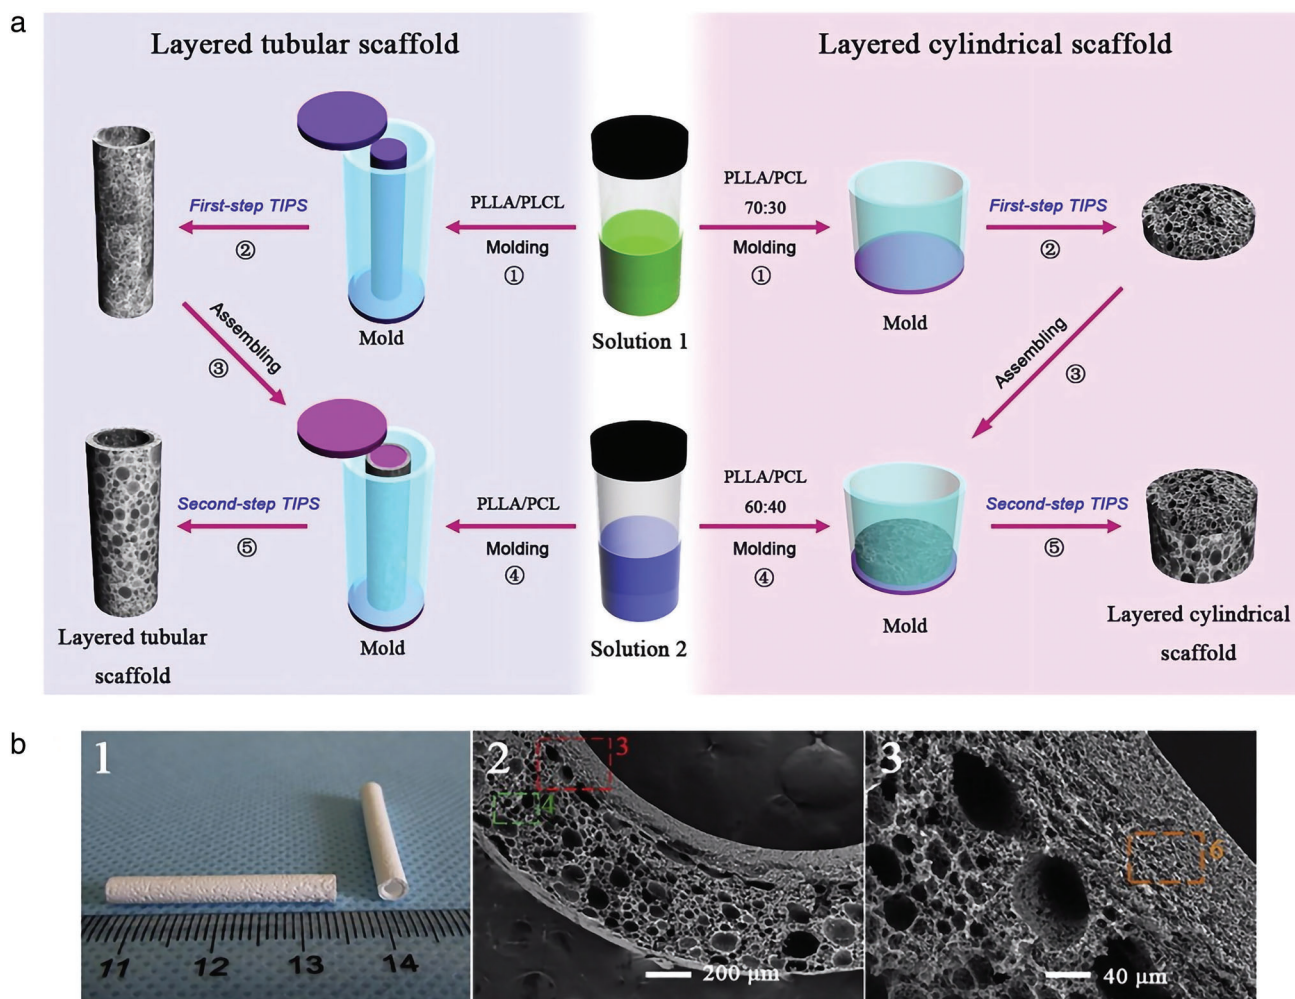 a
Layered tubular scaffold
Layered cylindrical scaffold
First-step TIPS
②
PLLA/PLCL
Molding
①
PLLA/PCL
70:30
Molding
①
First-step TIPS
②
Mold
Solution 1
Mold
Assembling
③
Assembling
③
Second-step TIPS
⑤
PLLA/PCL
Molding
④
PLLA/PCL
60:40
Molding
④
Second-step TIPS
⑤
Layered tubular
scaffold
Mold
Solution 2
Mold
Layered cylindrical
scaffold
b
1
11 12 13 14
2
3
4
200 μm
3
6
40 μm